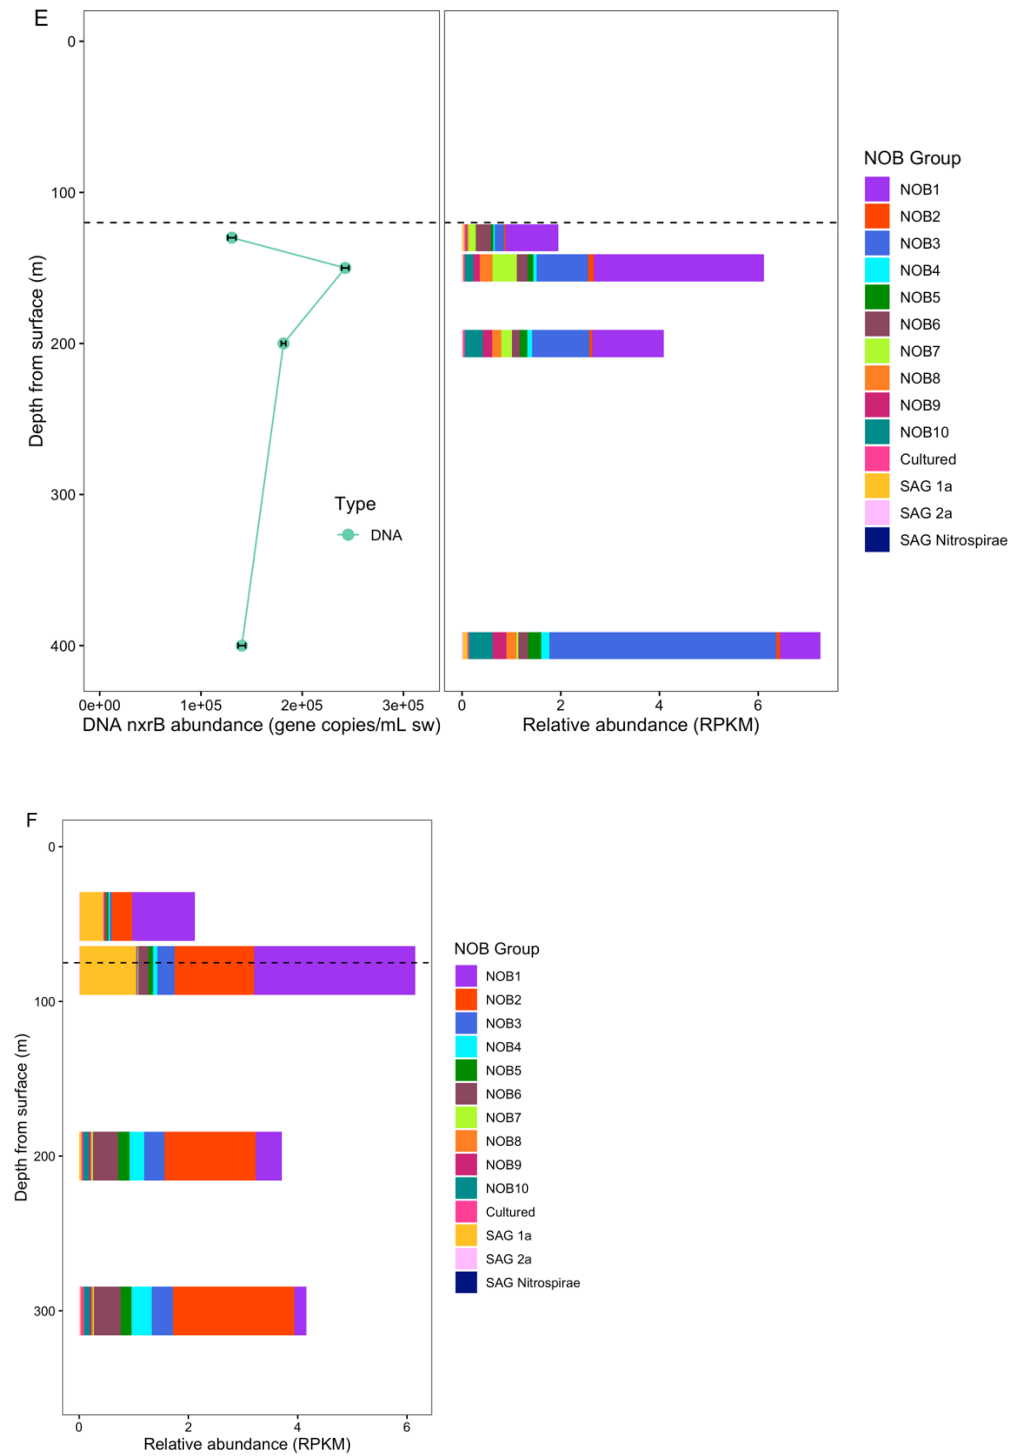 E
0
100
200
300
400
Depth from surface (m)
Type
DNA
0e+00 1e+05 2e+05 3e+05
DNA nxrB abundance (gene copies/mL sw)
0 2 4 6
Relative abundance (RPKM)
NOB Group
NOB1
NOB2
NOB3
NOB4
NOB5
NOB6
NOB7
NOB8
NOB9
NOB10
Cultured
SAG 1a
SAG 2a
SAG Nitrospirae
F
0
100
200
300
Depth from surface (m)
0 2 4 6
Relative abundance (RPKM)
NOB Group
NOB1
NOB2
NOB3
NOB4
NOB5
NOB6
NOB7
NOB8
NOB9
NOB10
Cultured
SAG 1a
SAG 2a
SAG Nitrospirae